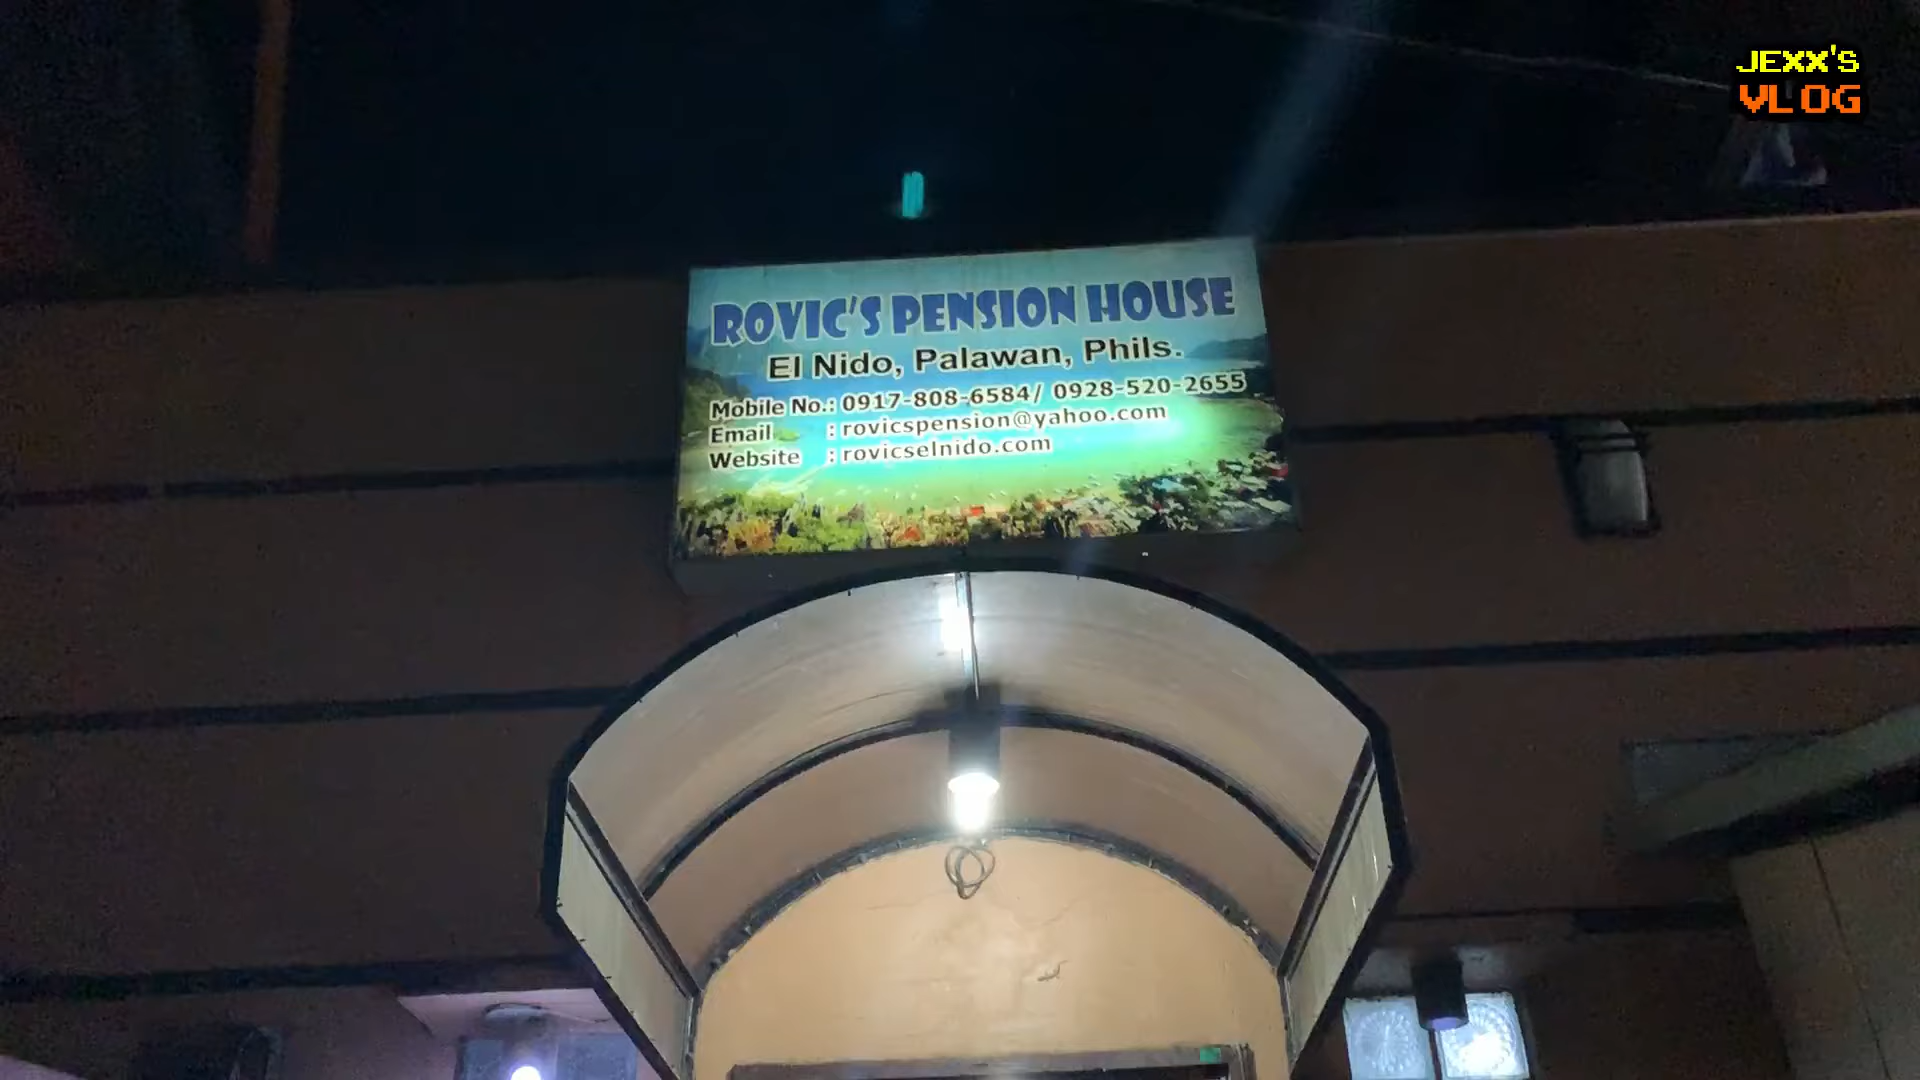 JEXX'S
VLOG
ROVIC'S PENSION HOUSE
El Nido, Palawan, Phils.
Mobile No.: 0917-808-6584/ 0928-520-2655
Email : rovicspension@yahoo.com
Website : rovicselnido.com